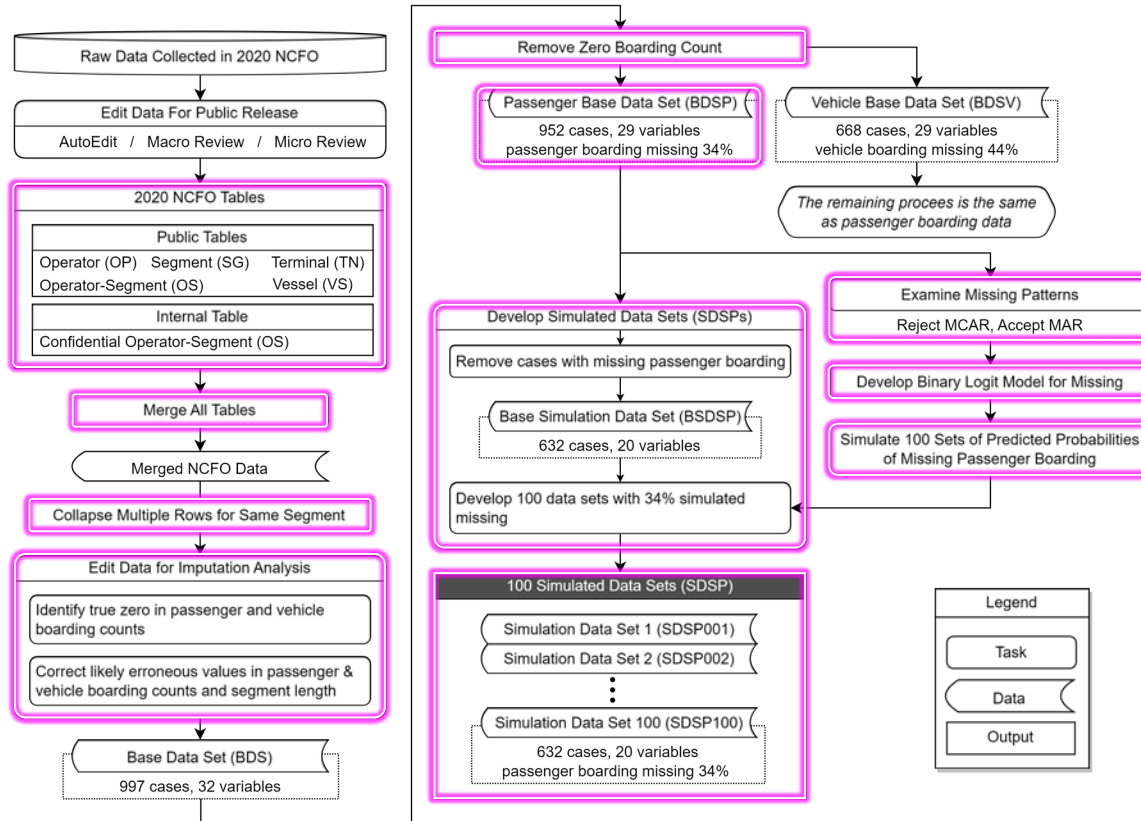 Raw Data Collected in 2020 NCFO
Edit Data For Public Release
AutoEdit / Macro Review / Micro Review
2020 NCFO Tables
Public Tables
Operator (OP) Segment (SG) Terminal (TN)
Operator-Segment (OS) Vessel (VS)
Internal Table
Confidential Operator-Segment (OS)
Merge All Tables
Merged NCFO Data
Collapse Multiple Rows for Same Segment
Edit Data for Imputation Analysis
Identify true zero in passenger and vehicle
boarding counts
Correct likely erroneous values in passenger &
vehicle boarding counts and segment length
Base Data Set (BDS)
997 cases, 32 variables
Remove Zero Boarding Count
Passenger Base Data Set (BDSP)
952 cases, 29 variables
passenger boarding missing 34%
Vehicle Base Data Set (BDSV)
668 cases, 29 variables
vehicle boarding missing 44%
The remaining procees is the same
as passenger boarding data
Develop Simulated Data Sets (SDSPs)
Remove cases with missing passenger boarding
Base Simulation Data Set (BSDSP)
632 cases, 20 variables
Develop 100 data sets with 34% simulated
missing
Examine Missing Patterns
Reject MCAR, Accept MAR
Develop Binary Logit Model for Missing
Simulate 100 Sets of Predicted Probabilities
of Missing Passenger Boarding
100 Simulated Data Sets (SDSP)
Simulation Data Set 1 (SDSP001)
Simulation Data Set 2 (SDSP002)
Simulation Data Set 100 (SDSP100)
632 cases, 20 variables
passenger boarding missing 34%
Legend
Task
Data
Output